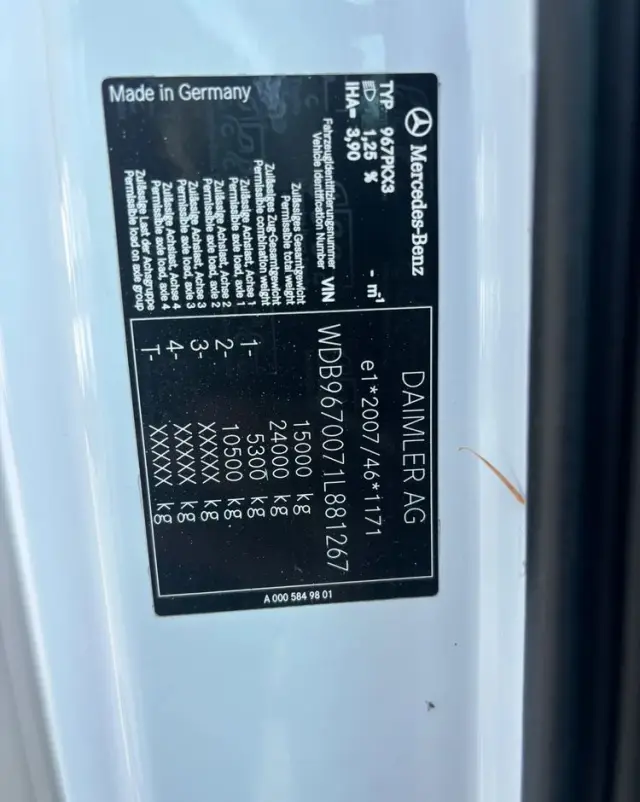 Mercedes-Benz
TYP 967PKX3
1,25 % - m⁻¹
IHA= 3,90
DAIMLER AG
e1*2007/46*1171
Fahrzeugidentifizierungsnummer
Vehicle Identification Number VIN
WDB9670071L881267
Zulässiges Gesamtgewicht
Permissible total weight
15000 kg
Zulässiges Zug-Gesamtgewicht
Permissible combination weight
24000 kg
Zulässige Achslast, Achse 1
Permissible axle load, axle 1
1- 5300 kg
Zulässige Achslast, Achse 2
Permissible axle load, axle 2
2- 10500 kg
Zulässige Achslast, Achse 3
Permissible axle load, axle 3
3- XXXXX kg
Zulässige Achslast, Achse 4
Permissible axle load, axle 4
4- XXXXX kg
Zulässige Last der Achsgruppe
Permissible load on axle group
T- XXXXX kg
Made in Germany
A 000 584 98 01